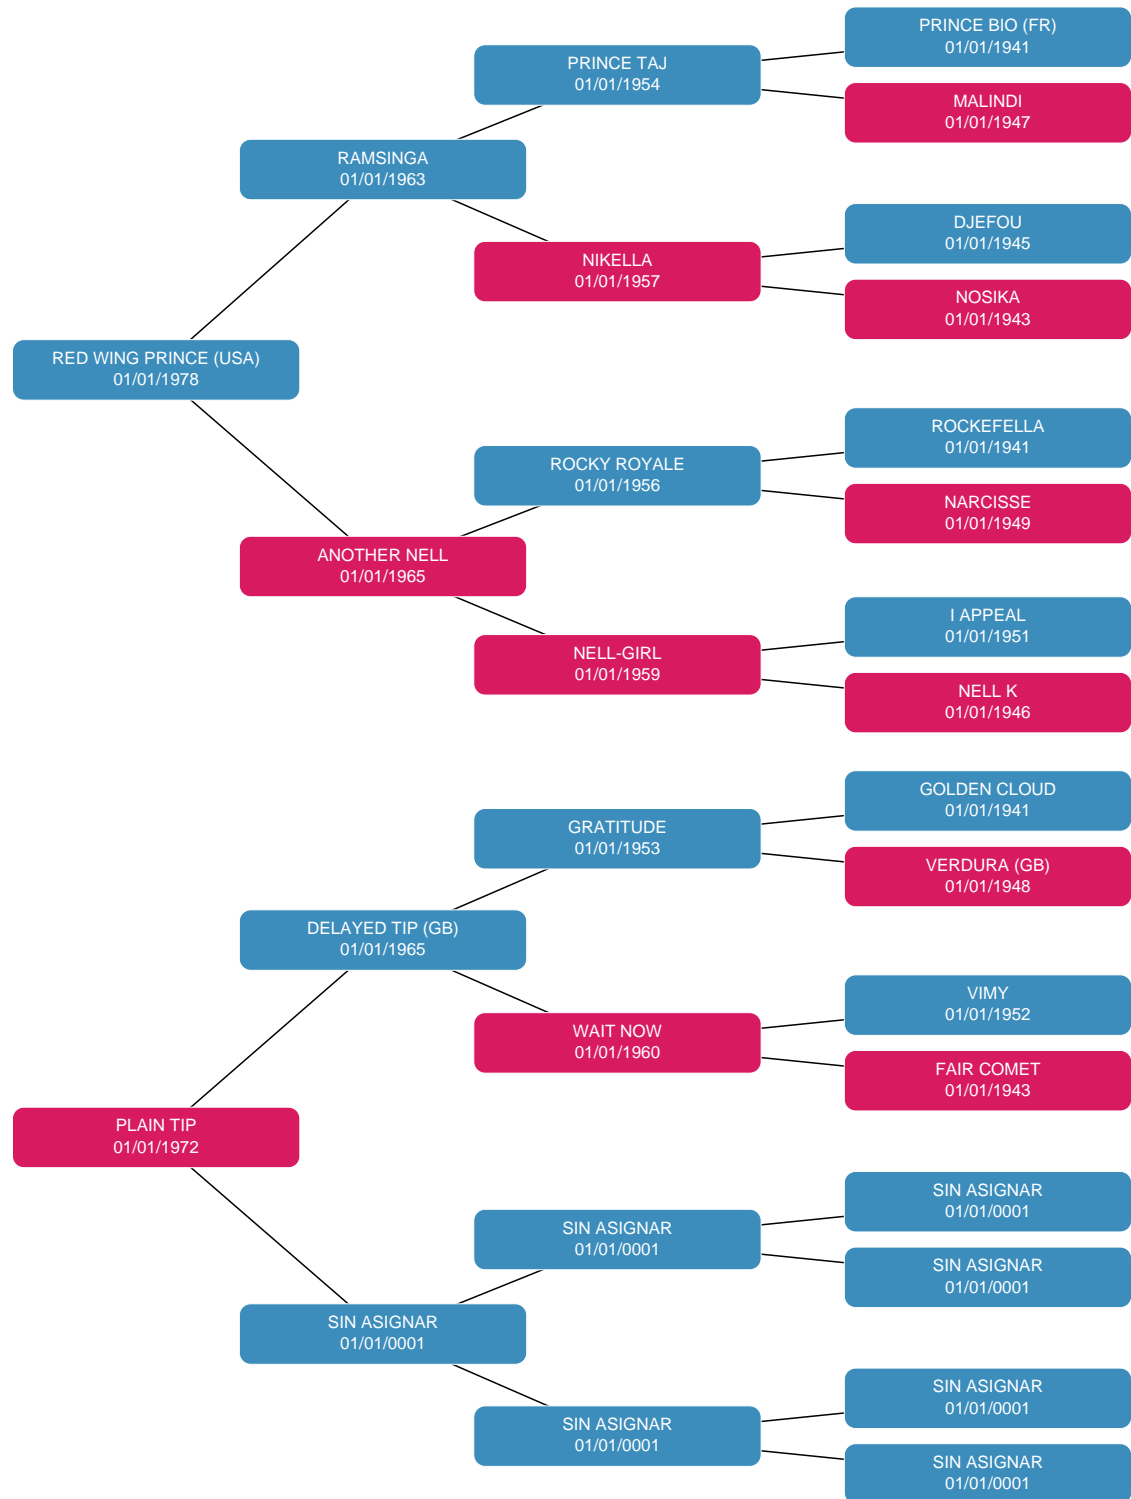 PRINCE BIO (FR)
01/01/1941
PRINCE TAJ
01/01/1954
MALINDI
01/01/1947
RAMSINGA
01/01/1963
DJEFOU
01/01/1945
NIKELLA
01/01/1957
NOSIKA
01/01/1943
RED WING PRINCE (USA)
01/01/1978
ROCKEFELLA
01/01/1941
ROCKY ROYALE
01/01/1956
NARCISSE
01/01/1949
ANOTHER NELL
01/01/1965
I APPEAL
01/01/1951
NELL-GIRL
01/01/1959
NELL K
01/01/1946
GOLDEN CLOUD
01/01/1941
GRATITUDE
01/01/1953
VERDURA (GB)
01/01/1948
DELAYED TIP (GB)
01/01/1965
VIMY
01/01/1952
WAIT NOW
01/01/1960
FAIR COMET
01/01/1943
PLAIN TIP
01/01/1972
SIN ASIGNAR
01/01/0001
SIN ASIGNAR
01/01/0001
SIN ASIGNAR
01/01/0001
SIN ASIGNAR
01/01/0001
SIN ASIGNAR
01/01/0001
SIN ASIGNAR
01/01/0001
SIN ASIGNAR
01/01/0001